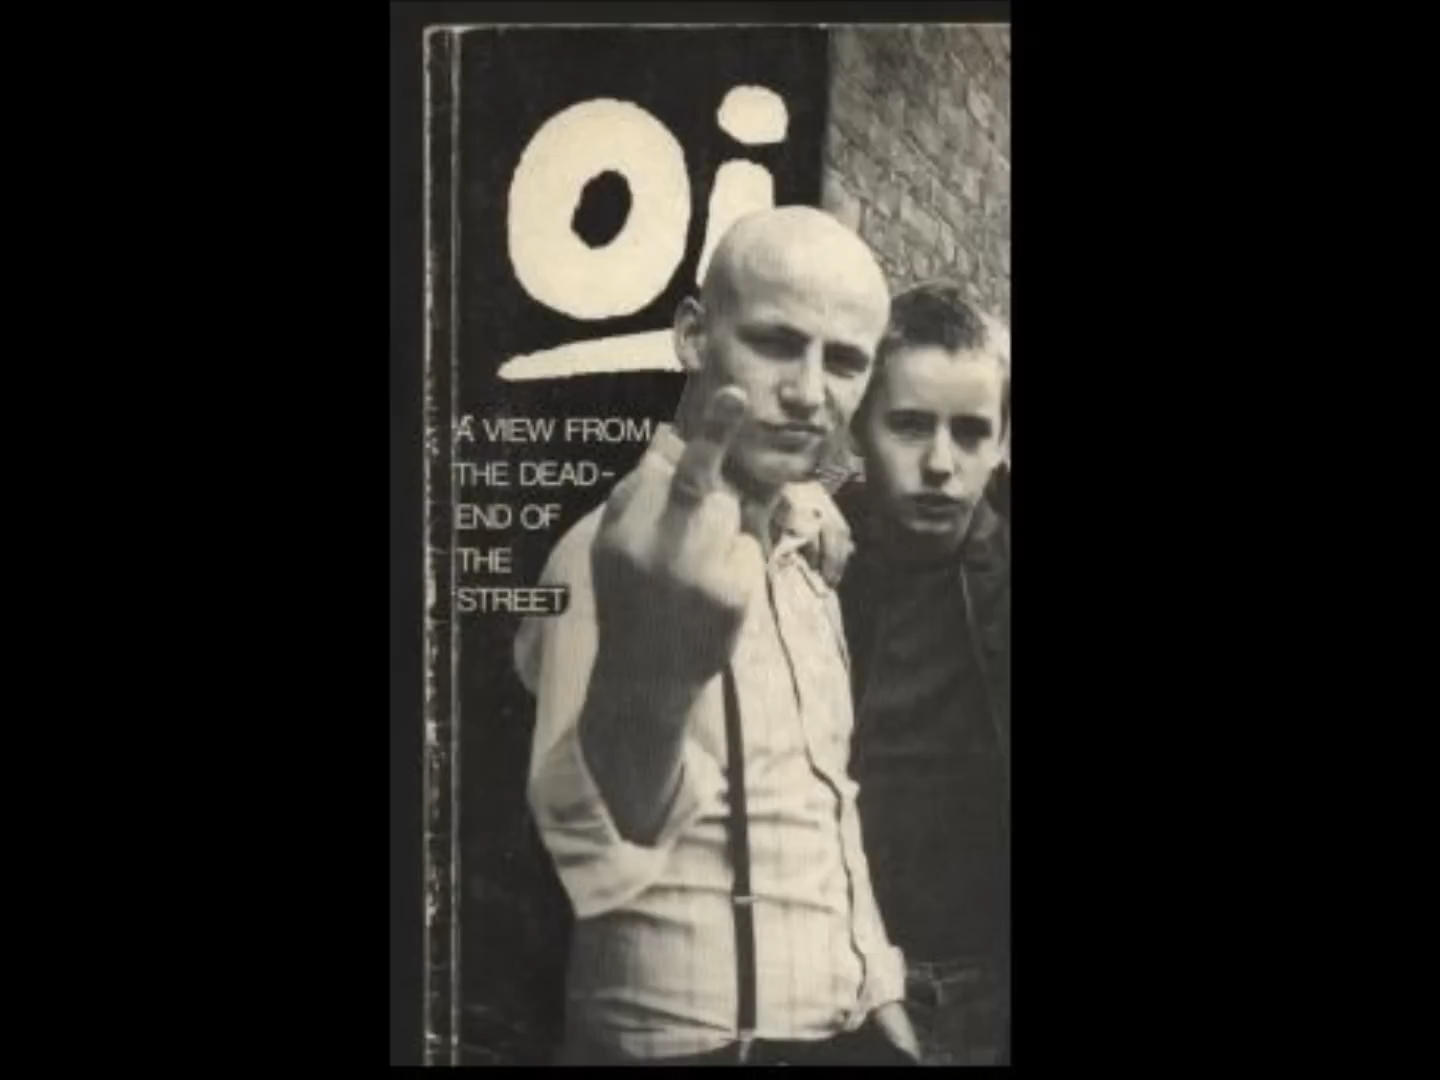 oi
A VIEW FROM
THE DEAD-
END OF
THE
STREET